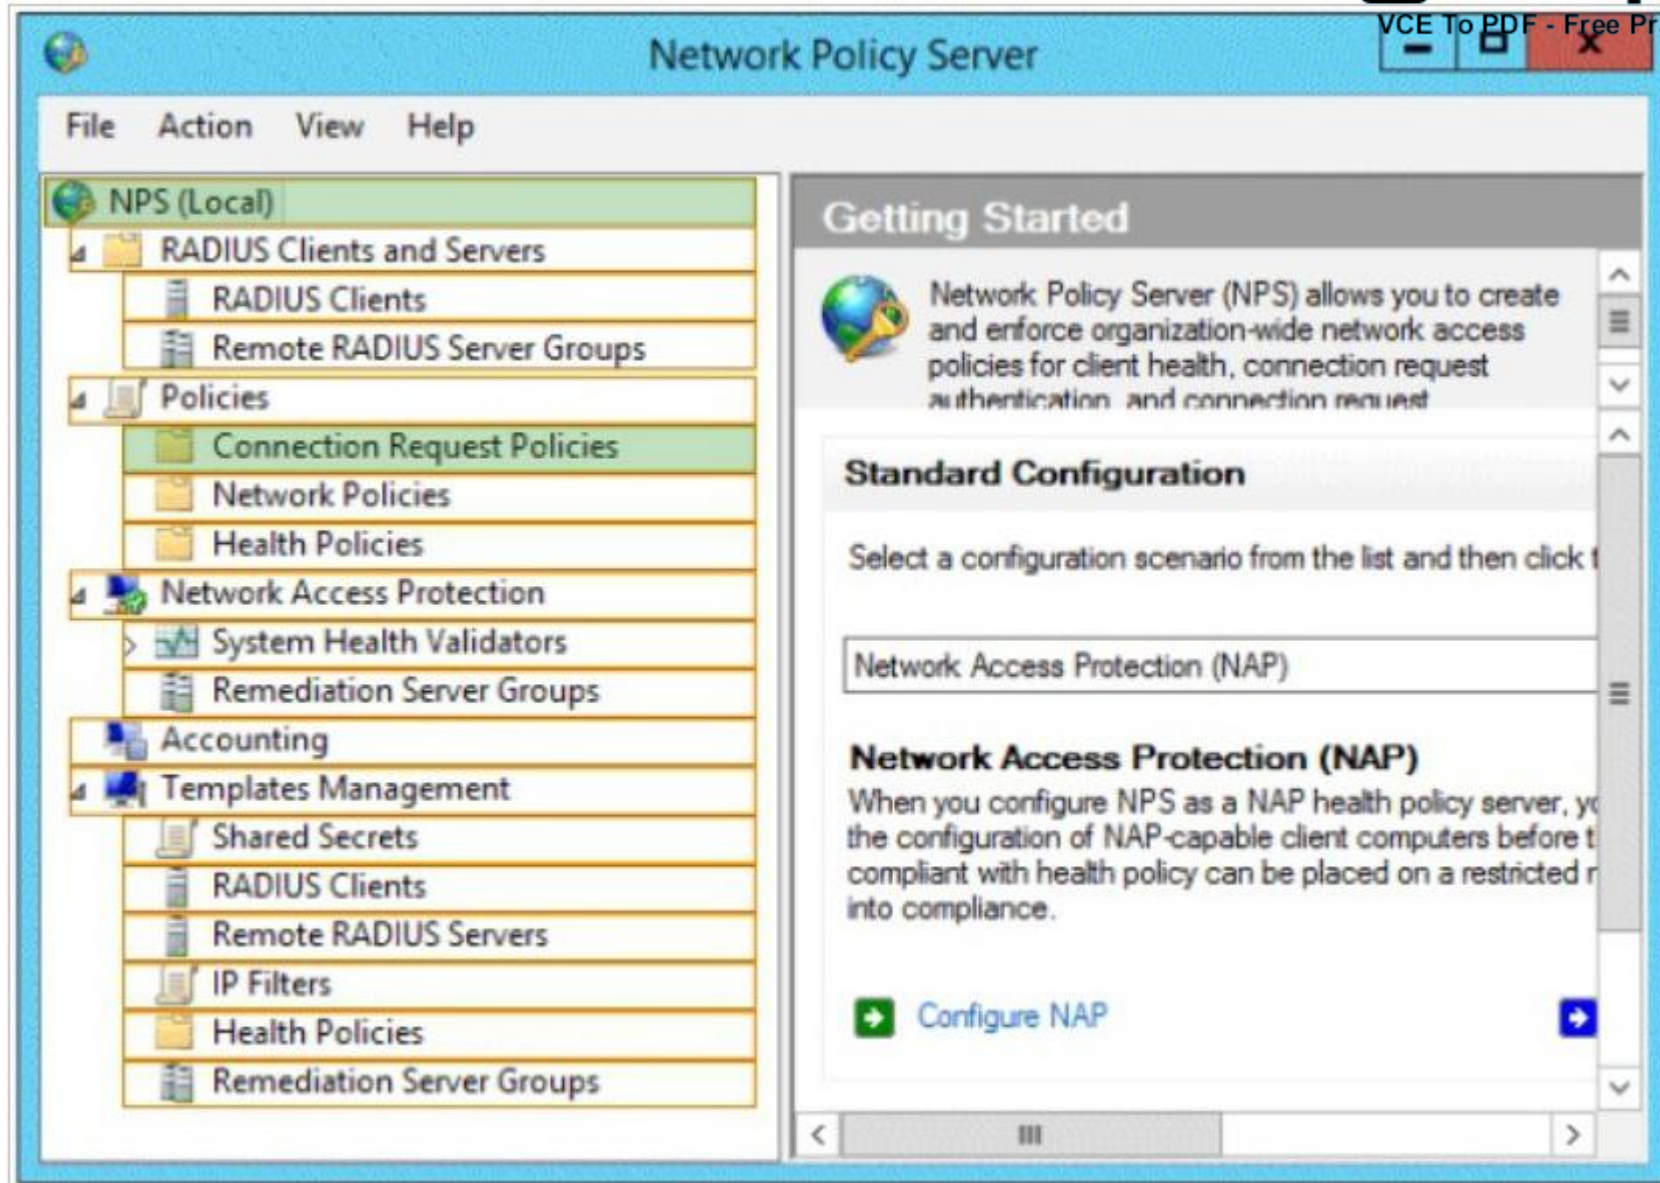 VCE To PDF - Free Pr
Network Policy Server
File Action View Help
NPS (Local)
RADIUS Clients and Servers
RADIUS Clients
Remote RADIUS Server Groups
Policies
Connection Request Policies
Network Policies
Health Policies
Network Access Protection
System Health Validators
Remediation Server Groups
Accounting
Templates Management
Shared Secrets
RADIUS Clients
Remote RADIUS Servers
IP Filters
Health Policies
Remediation Server Groups
Getting Started
Network Policy Server (NPS) allows you to create
and enforce organization-wide network access
policies for client health, connection request
authentication, and connection request
Standard Configuration
Select a configuration scenario from the list and then click
Network Access Protection (NAP)
Network Access Protection (NAP)
When you configure NPS as a NAP health policy server,
the configuration of NAP-capable client computers before
compliant with health policy can be placed on a restricted
into compliance.
Configure NAP